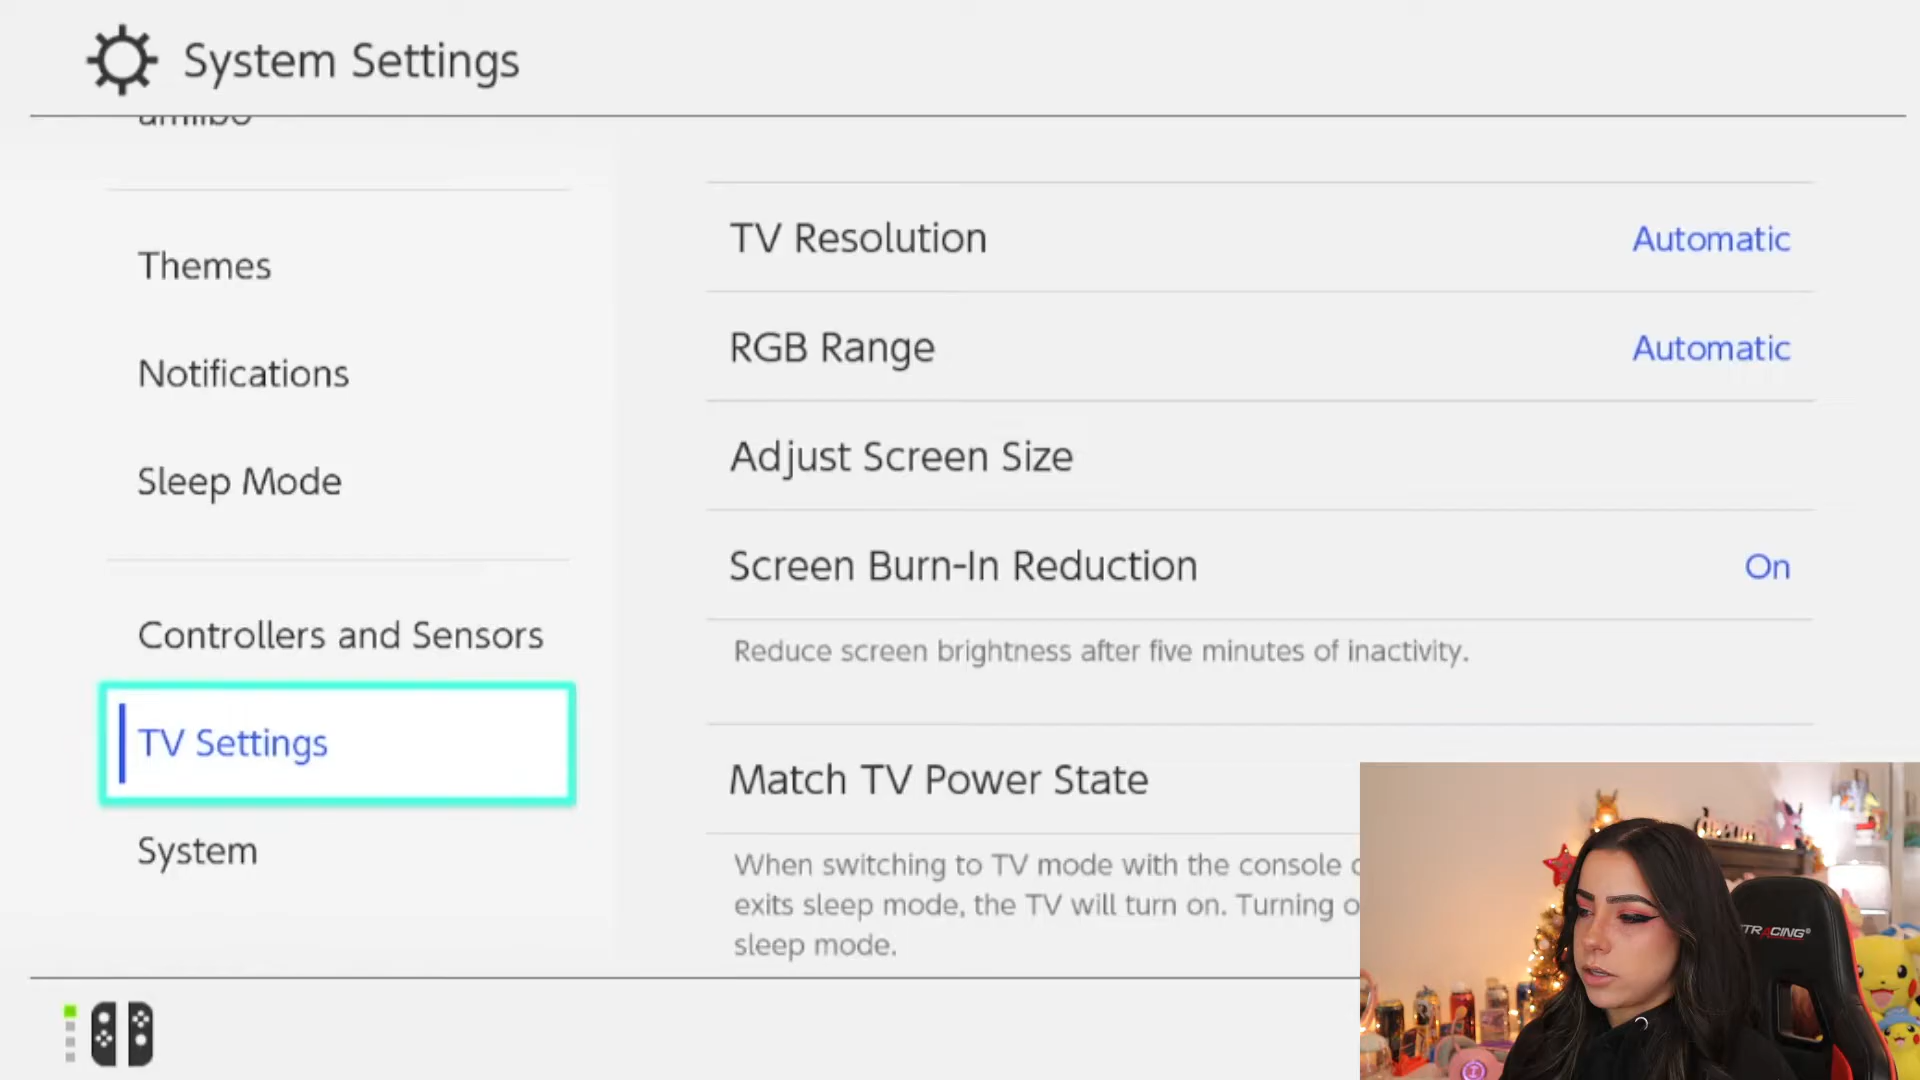 System Settings
amiibo
Themes
Notifications
Sleep Mode
Controllers and Sensors
TV Settings
System
TV Resolution Automatic
RGB Range Automatic
Adjust Screen Size
Screen Burn-In Reduction On
Reduce screen brightness after five minutes of inactivity.
Match TV Power State
When switching to TV mode with the console
exits sleep mode, the TV will turn on. Turning
sleep mode.
TRACING